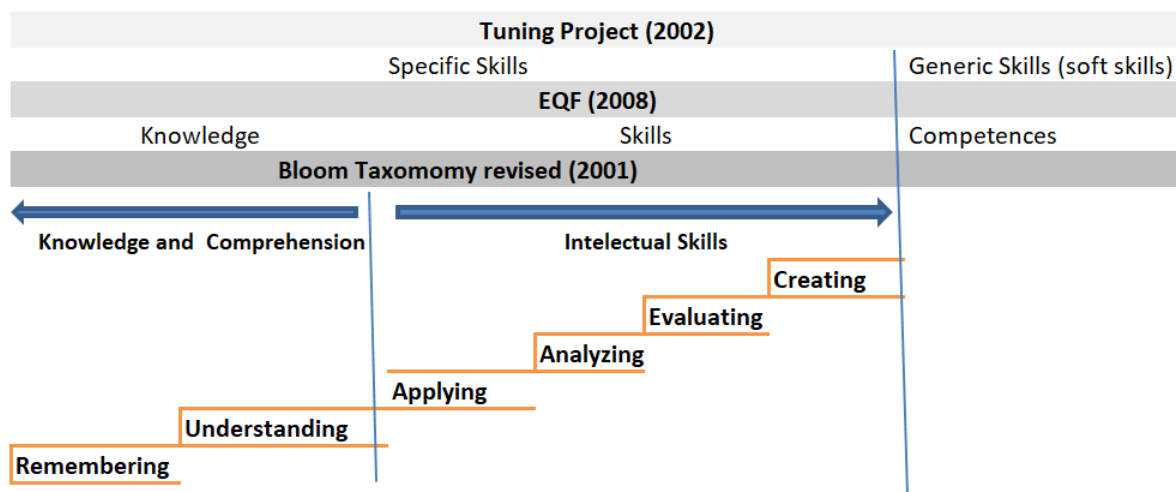 Tuning Project (2002)
Specific Skills Generic Skills (soft skills)
EQF (2008)
Knowledge Skills Competences
Bloom Taxomomy revised (2001)
Knowledge and Comprehension Intelectual Skills
Creating
Evaluating
Analyzing
Applying
Understanding
Remembering